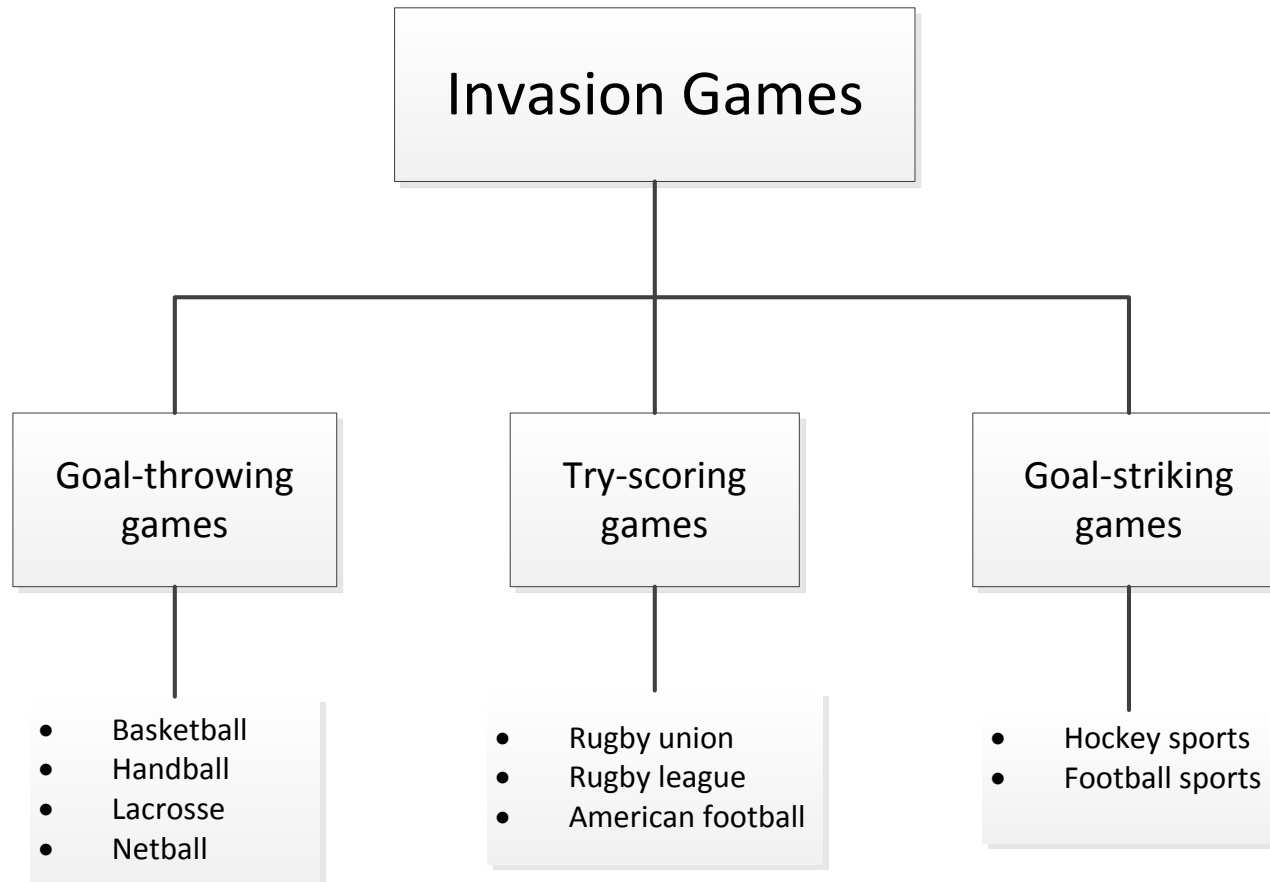 Invasion Games
Goal-throwing
games
Try-scoring
games
Goal-striking
games
• Basketball
• Handball
• Lacrosse
• Netball
• Rugby union
• Rugby league
• American football
• Hockey sports
• Football sports